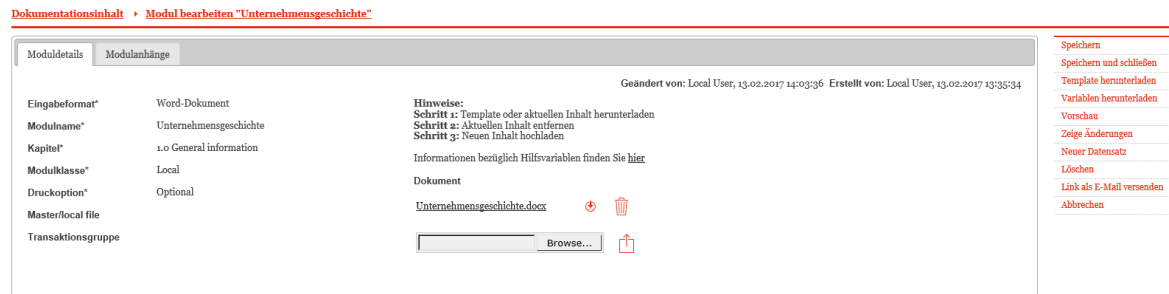 Dokumentationsinhalt ‣ Modul bearbeiten "Unternehmensgeschichte"
Moduldetails Modulanhänge
Geändert von: Local User, 13.02.2017 14:03:36 Erstellt von: Local User, 13.02.2017 13:35:34
Eingabeformat* Word-Dokument
Modulname* Unternehmensgeschichte
Kapitel* 1.0 General information
Modulklasse* Local
Druckoption* Optional
Master/local file
Transaktionsgruppe
Hinweise:
Schritt 1: Template oder aktuellen Inhalt herunterladen
Schritt 2: Aktuellen Inhalt entfernen
Schritt 3: Neuen Inhalt hochladen
Informationen bezüglich Hilfsvariablen finden Sie hier
Dokument
Unternehmensgeschichte.docx
Browse...
Speichern
Speichern und schließen
Template herunterladen
Variablen herunterladen
Vorschau
Zeige Änderungen
Neuer Datensatz
Löschen
Link als E-Mail versenden
Abbrechen